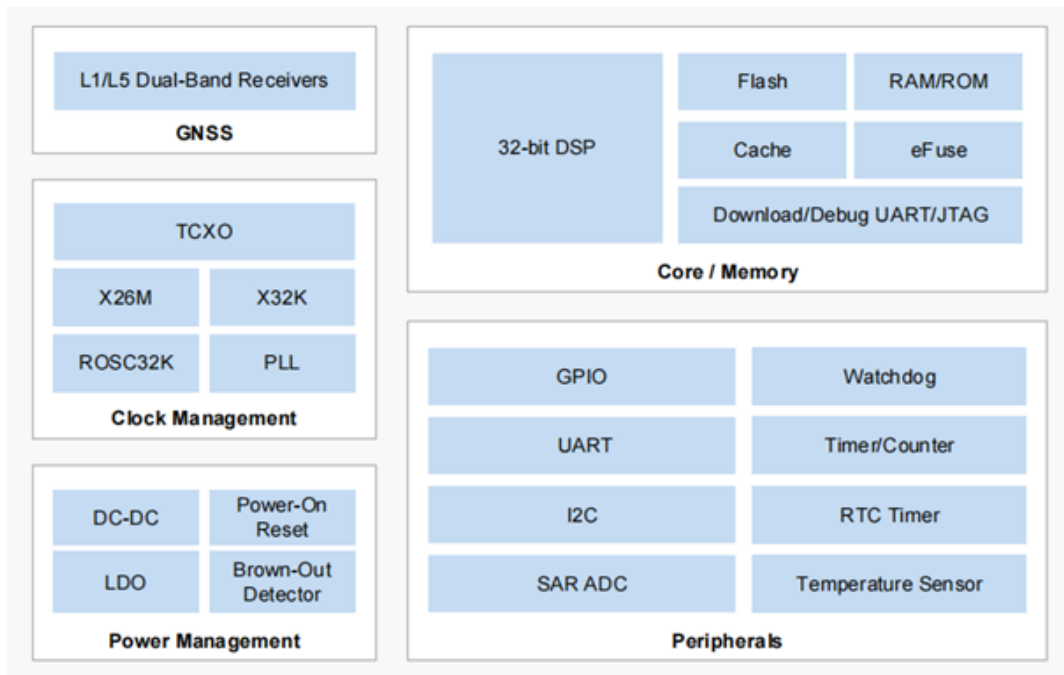 L1/L5 Dual-Band Receivers
GNSS
TCXO
X26M
X32K
ROSC32K
PLL
Clock Management
DC-DC
Power-On
Reset
LDO
Brown-Out
Detector
Power Management
32-bit DSP
Flash
RAM/ROM
Cache
eFuse
Download/Debug UART/JTAG
Core / Memory
GPIO
Watchdog
UART
Timer/Counter
I2C
RTC Timer
SAR ADC
Temperature Sensor
Peripherals